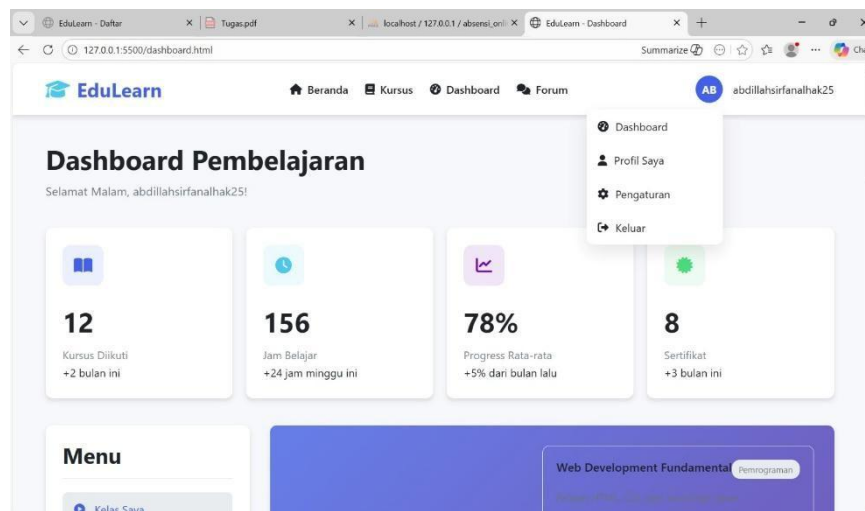 EduLearn - Daftar
Tugas.pdf
localhost / 127.0.0.1 / absensi_onli
EduLearn - Dashboard
127.0.0.1:5500/dashboard.html
Summarize
EduLearn
Beranda
Kursus
Dashboard
Forum
AB
abdillahsirfanalhak25
Dashboard
Profil Saya
Pengaturan
Keluar
Dashboard Pembelajaran
Selamat Malam, abdillahsirfanalhak25!
12
Kursus Diikuti
+2 bulan ini
156
Jam Belajar
+24 jam minggu ini
78%
Progress Rata-rata
+5% dari bulan lalu
8
Sertifikat
+3 bulan ini
Menu
Kelas Saya
Web Development Fundamental
Pemrograman